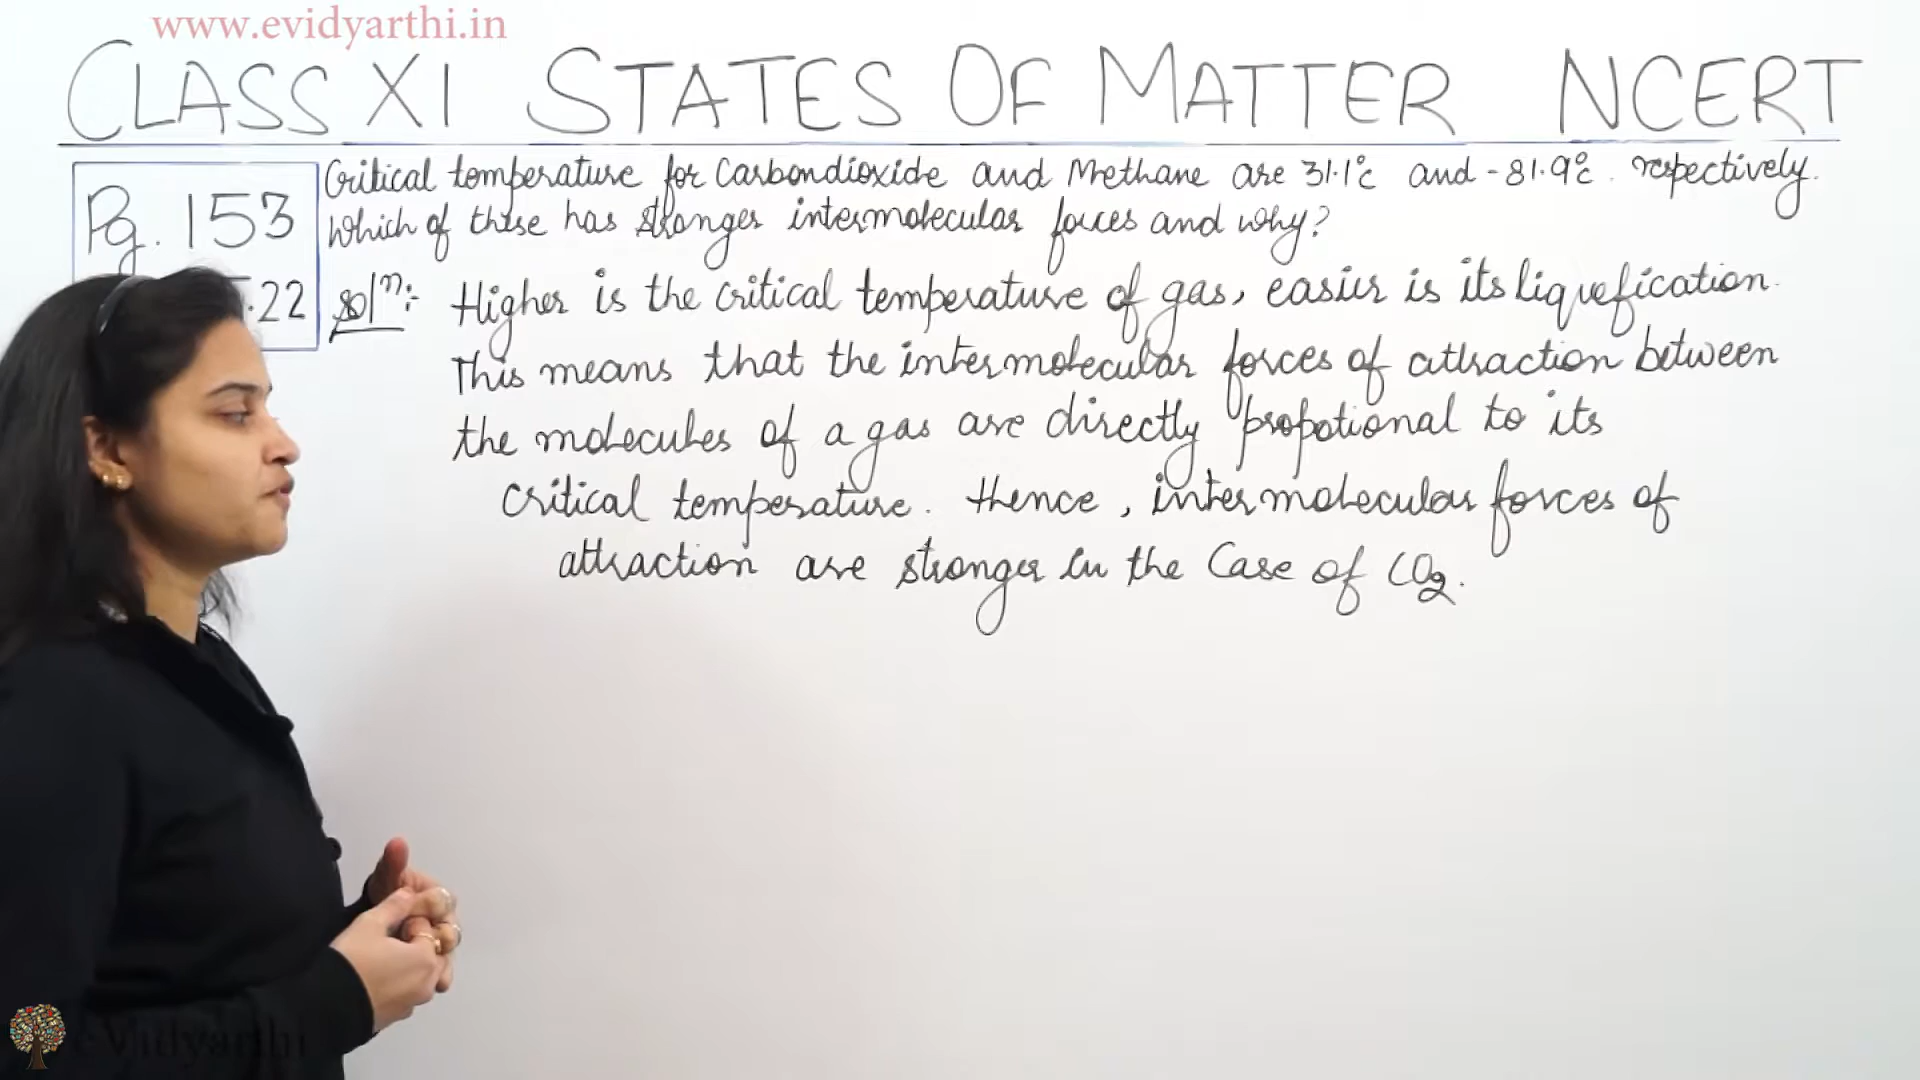 www.evidyarthi.in
CLASS XI STATES OF MATTER NCERT
Pg. 153
.22
Critical temperature for Carbondioxide and Methane are 31.1°c and -81.9°c. respectively.
Which of these has stronger intermolecular forces and why?
Solⁿ:- Higher is the critical temperature of gas, easier is its liquefication.
This means that the intermolecular forces of attraction between
the molecules of a gas are directly propotional to its
critical temperature. Hence, intermolecular forces of
attraction are stronger in the Case of CO₂.
eVidyarthi